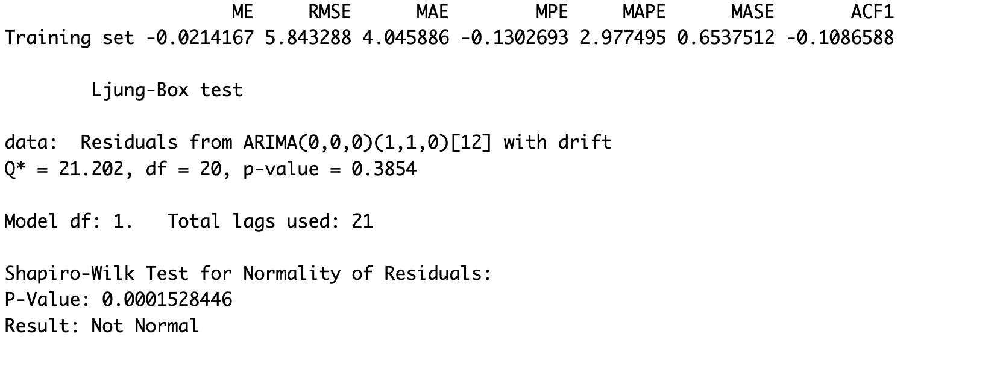 ME RMSE MAE MPE MAPE MASE ACF1
Training set -0.0214167 5.843288 4.045886 -0.1302693 2.977495 0.6537512 -0.1086588
Ljung-Box test
data: Residuals from ARIMA(0,0,0)(1,1,0)[12] with drift
Q* = 21.202, df = 20, p-value = 0.3854
Model df: 1. Total lags used: 21
Shapiro-Wilk Test for Normality of Residuals:
P-Value: 0.0001528446
Result: Not Normal